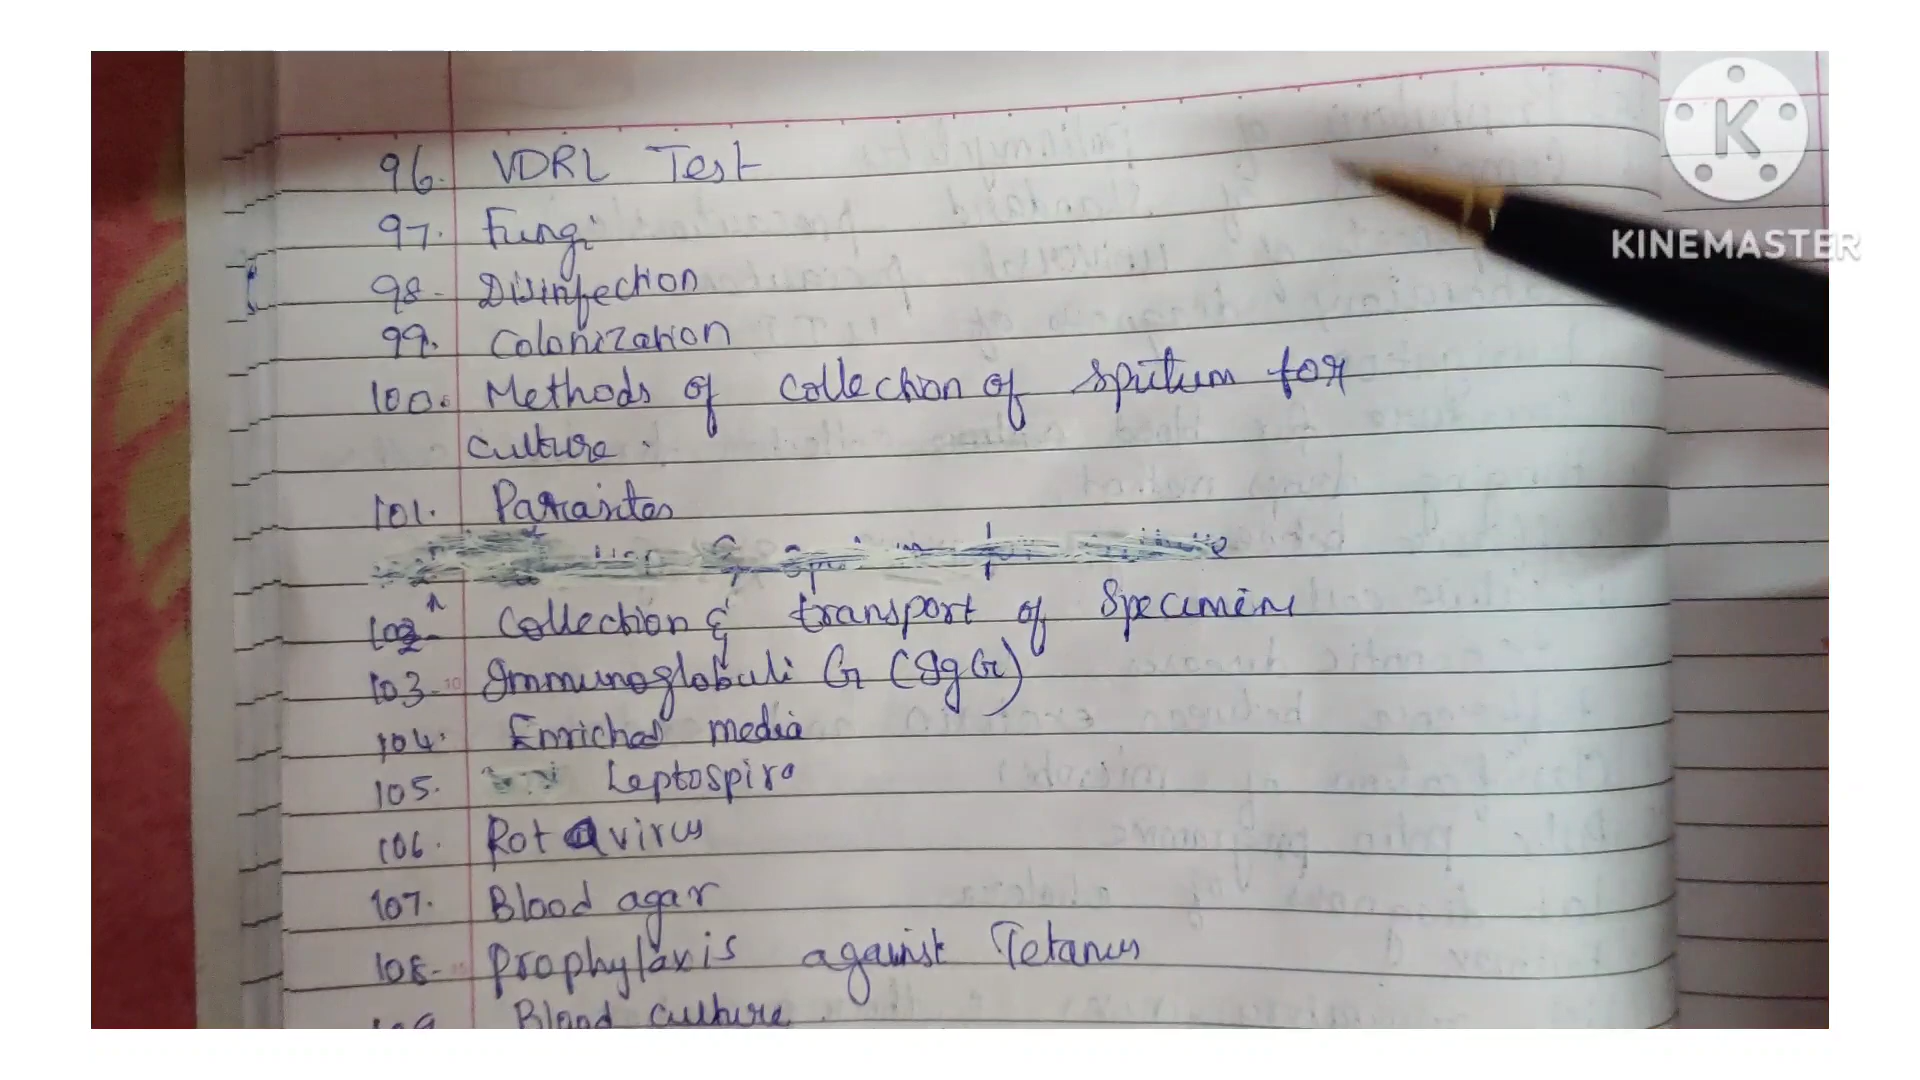 96. VDRL Test
97. Fungi
98. Disinfection
99. Colonization
100. Methods of collection of sputum for
culture.
101. Parasites
102. Collection & transport of Specimen
103. Immunoglobuli G (IgG)
104. Enriched media
105. Leptospira
106. Rotavirus
107. Blood agar
108. Prophylaxis against Tetanus
109 Blood culture
K
KINEMASTER